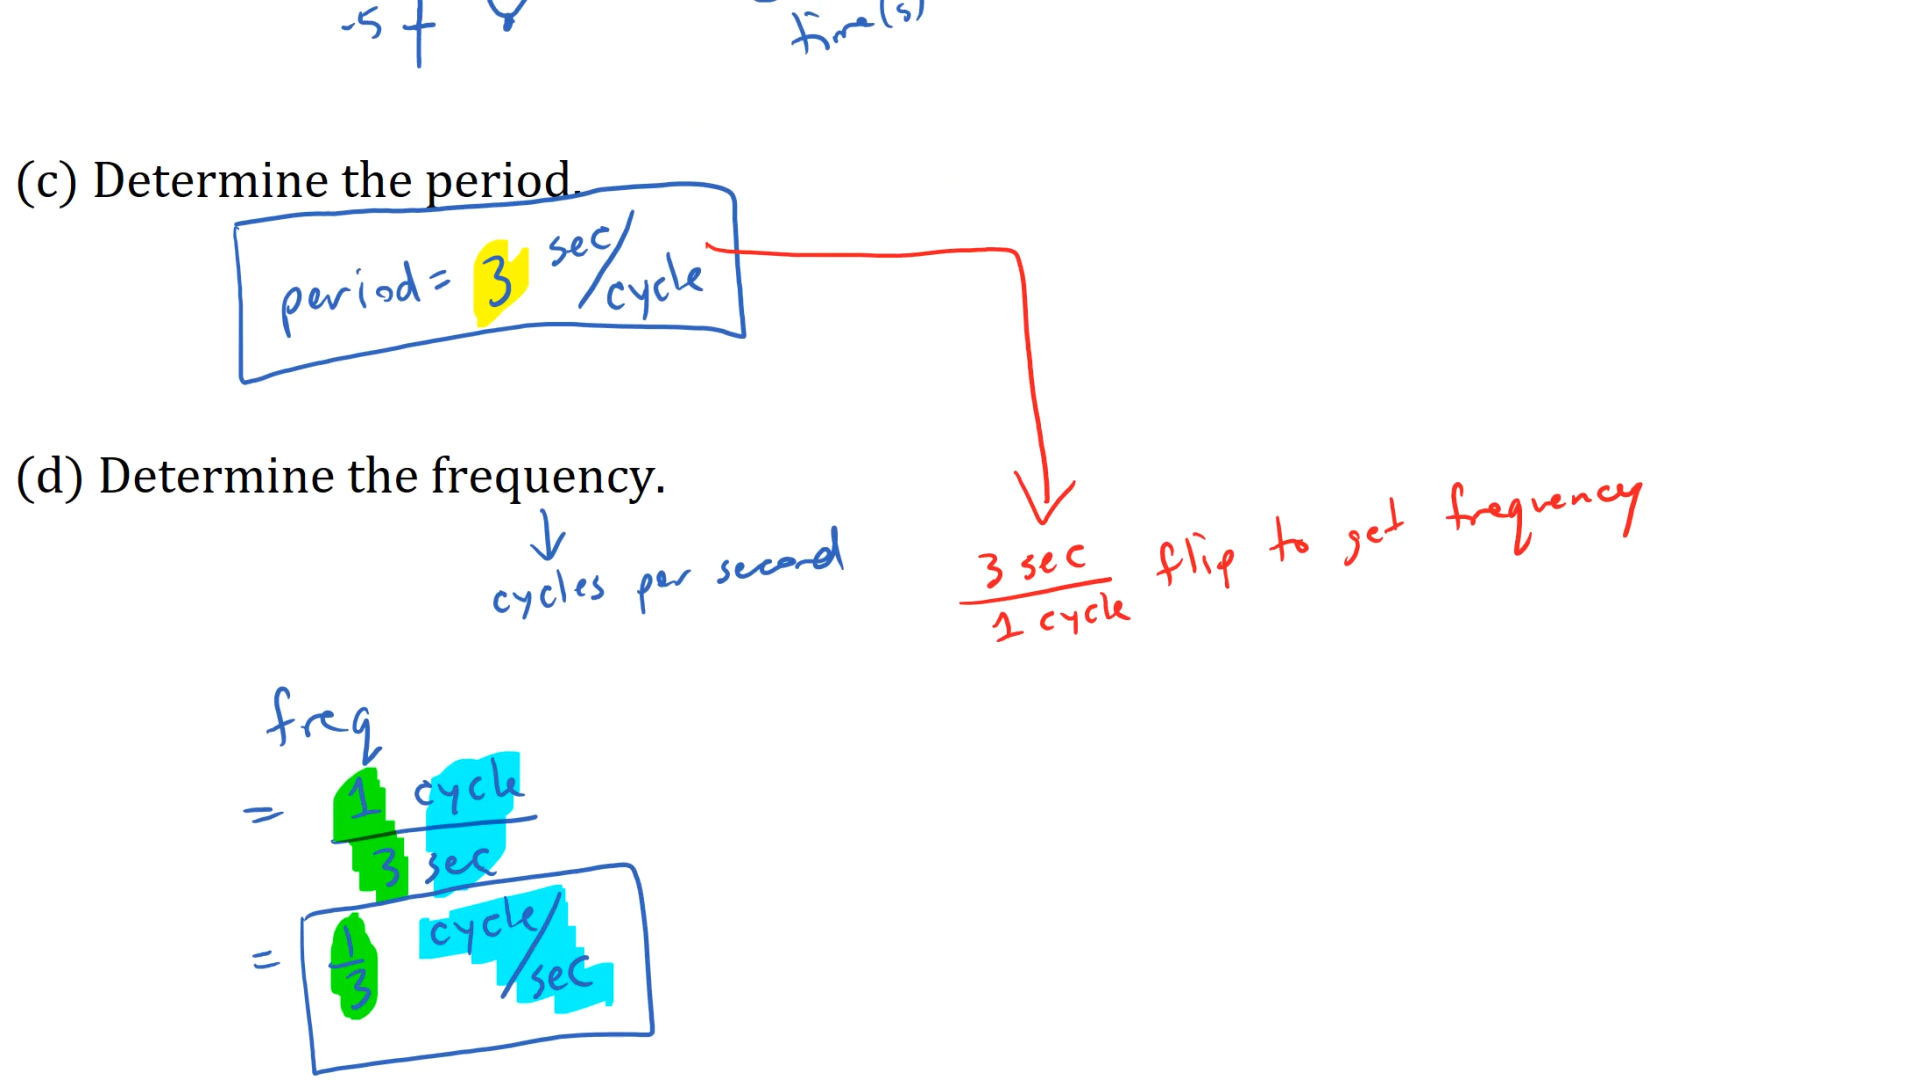 -5
time(s)
(c) Determine the period.
period = 3 sec/cycle
(d) Determine the frequency.
cycles per second
3 sec
1 cycle
flip to get frequency
freq
= 1 cycle
3 sec
= 1/3 cycle/sec